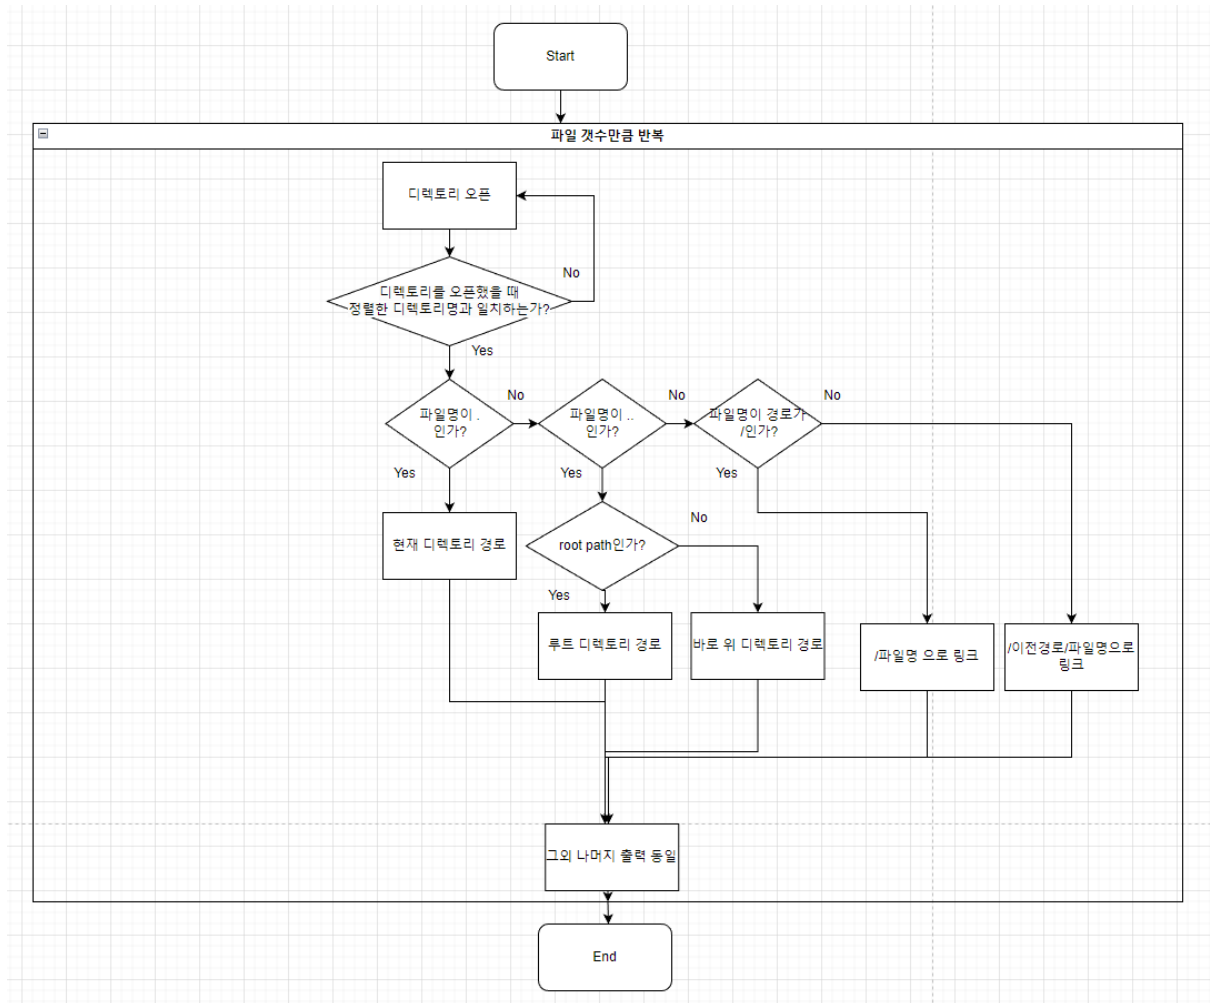 Start
파일 갯수만큼 반복
디렉토리 오픈
No
디렉토리를 오픈했을 때
정렬한 디렉토리명과 일치하는가?
Yes
파일명이 .
인가?
No
파일명이 ..
인가?
No
파일명이 경로가
/인가?
No
Yes
Yes
Yes
현재 디렉토리 경로
root path인가?
No
Yes
루트 디렉토리 경로
바로 위 디렉토리 경로
/파일명 으로 링크
/이전경로/파일명으로
링크
그외 나머지 출력 동일
End